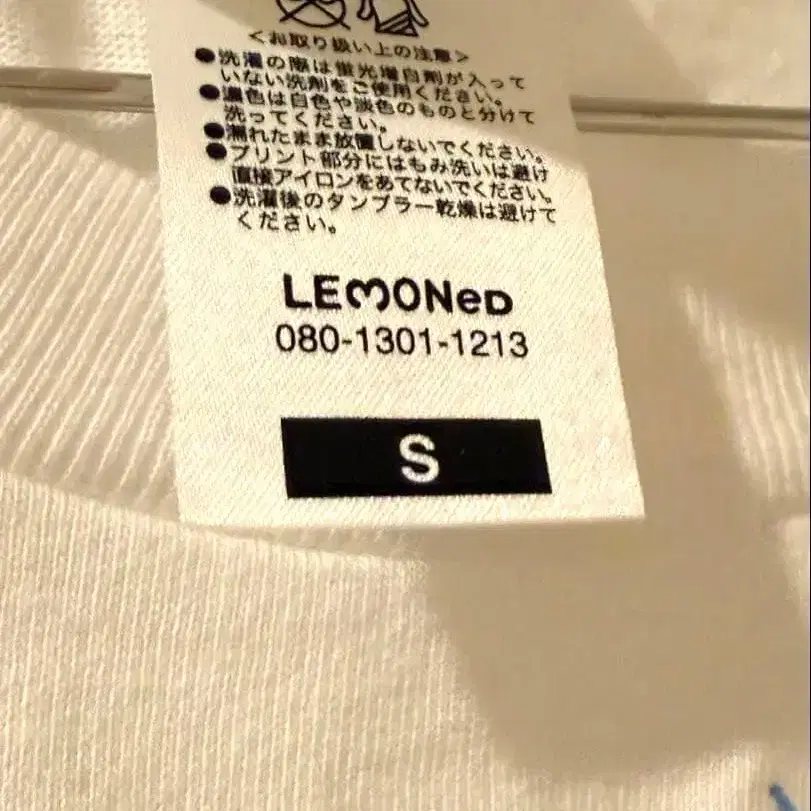 <お取り扱い上の注意>
●洗濯の際は蛍光増白剤が入って
いない洗剤をご使用ください。
●濃色は白色や淡色のものと分けて
洗ってください。
●濡れたまま放置しないでください。
●プリント部分にはもみ洗いは避け
直接アイロンをあてないでください。
●洗濯後のタンブラー乾燥は避けて
ください。
LEMONeD
080-1301-1213
S